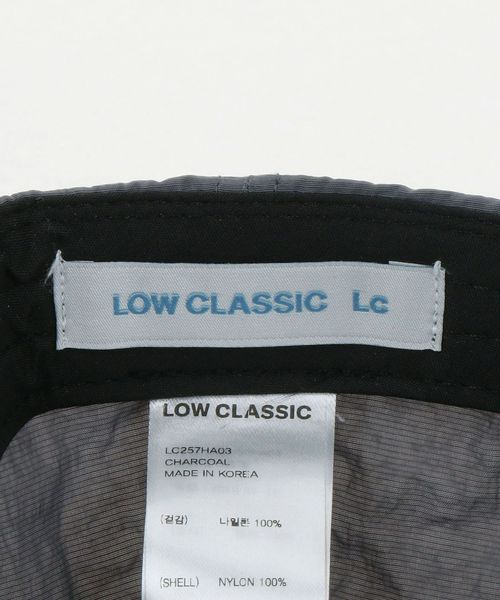 LOW CLASSIC Lc
LOW CLASSIC
LC257HA03
CHARCOAL
MADE IN KOREA
(겉감) 나일론 100%
(SHELL) NYLON 100%